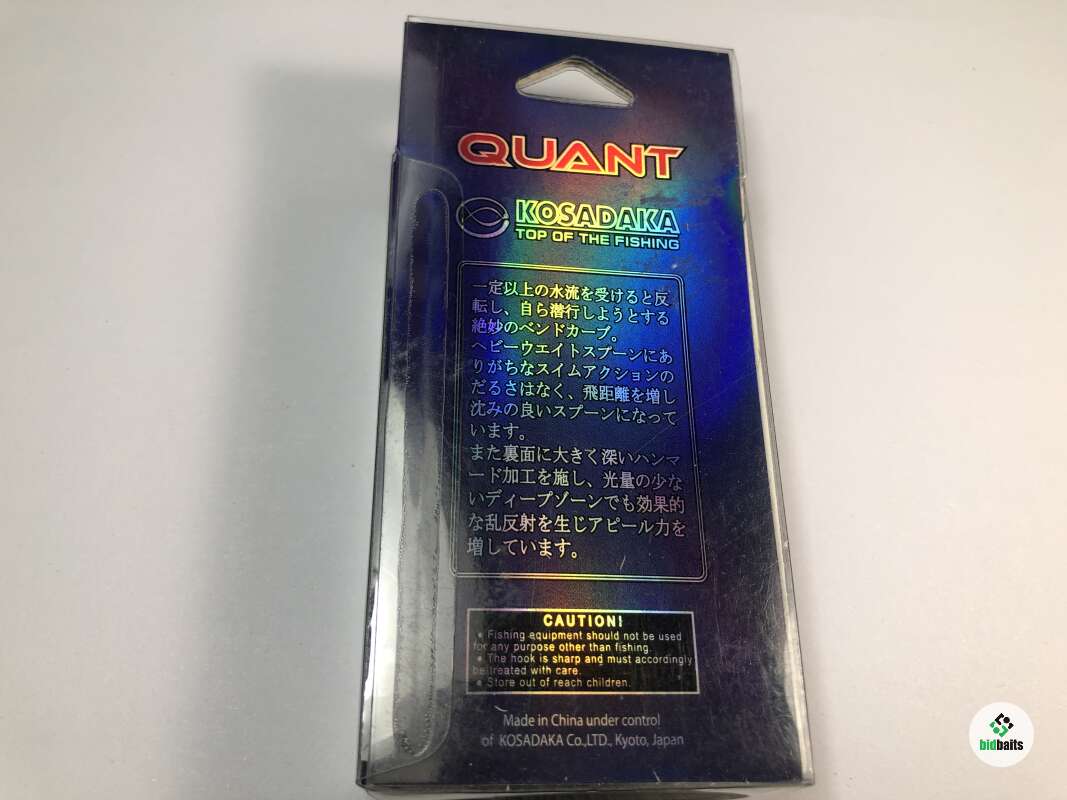 QUANT
KOSADAKA
TOP OF THE FISHING
一定以上の水流を受けると反
転し、自ら潜行しようとする
絶妙のベンドカーブ。
ヘビーウエイトスプーンにあ
りがちなスイムアクションの
だるさはなく、飛距離を増し
沈みの良いスプーンになって
います。
また裏面に大きく深いハンマ
ード加工を施し、光量の少な
いディープゾーンでも効果的
な乱反射を生じアピール力を
増しています。
CAUTION!
• Fishing equipment should not be used
for any purpose other than fishing.
• The hook is sharp and must accordingly
be treated with care.
• Store out of reach children.
Made in China under control
of KOSADAKA Co.,LTD., Kyoto, Japan
bidbaits